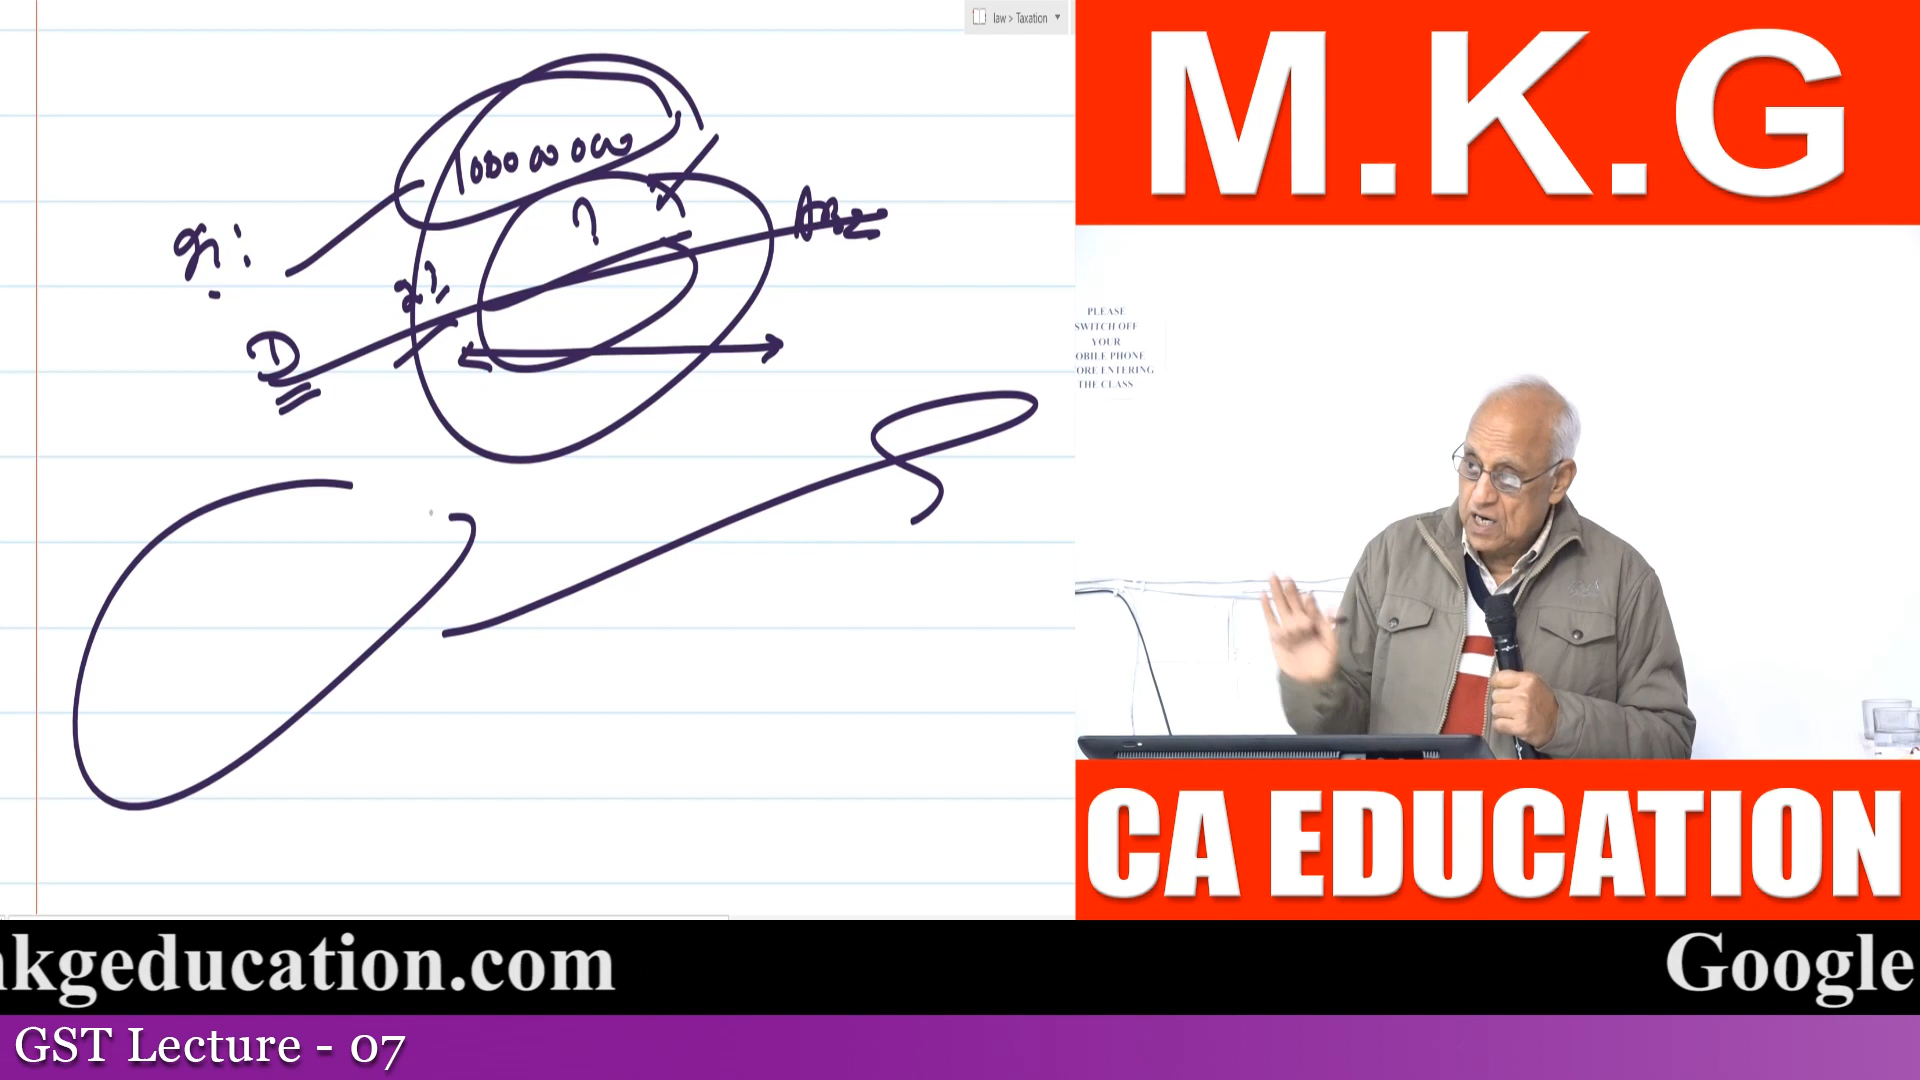 law > Taxation
M.K.G
?
D
PLEASE
SWITCH OFF
YOUR
OBILE PHONE
ORE ENTERING
THE CLASS
CA EDUCATION
kgeducation.com
Google
GST Lecture - 07